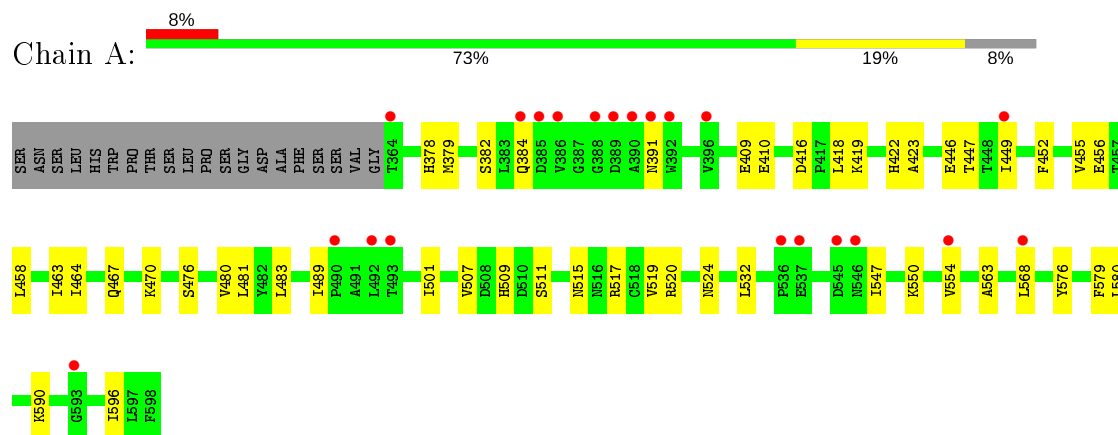 8%
Chain A:
73% 19% 8%
SER ASN SER LEU HIS TRP PRO THR SER LEU PRO SER GLY ASP ALA PHE SER SER VAL GLY T364 H378 M379 S382 L383 Q384 D385 V386 G387 G388 D389 A390 N391 W392 V396 E409 E410 D416 P417 L418 K419 H422 A423 E446 T447 T448 I449 F452 V455 E456 T457
L458 I463 I464 Q467 K470 S476 V480 L481 Y482 L483 I489 P490 A491 L492 T493 I501 V507 D508 H509 D510 S511 N515 N516 R517 C518 V519 R520 N524 L532 P536 E537 D545 N546 I547 K550 V554 A563 L568 Y576 F579 L580
K590 G593 I596 L597 F598